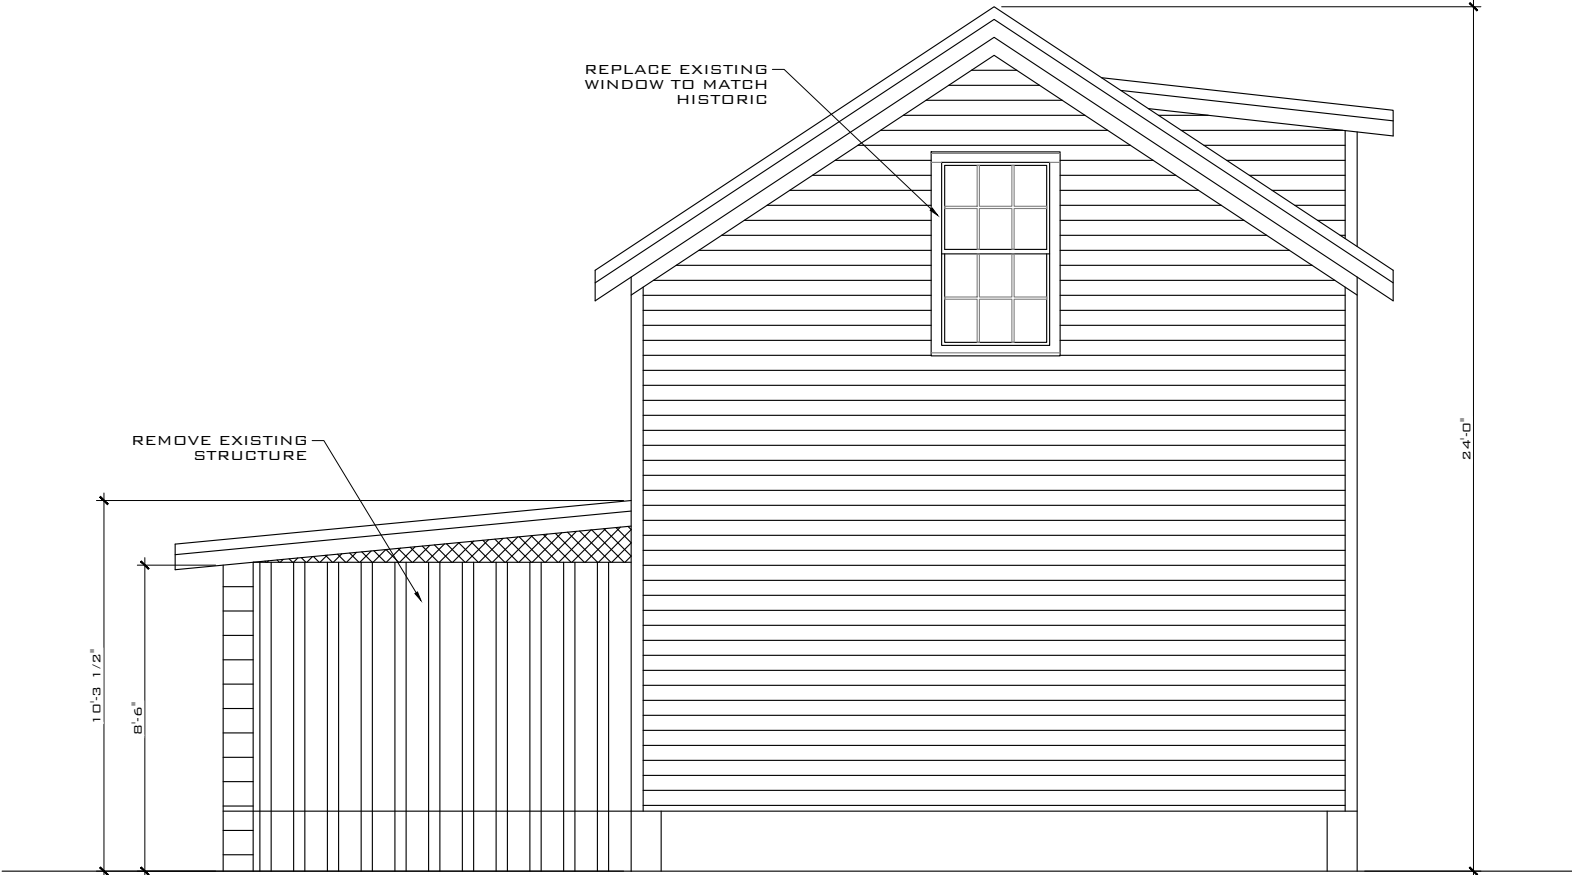 REPLACE EXISTING
WINDOW TO MATCH
HISTORIC
24'-0"
REMOVE EXISTING
STRUCTURE
10'-3 1/2"
8'-6"